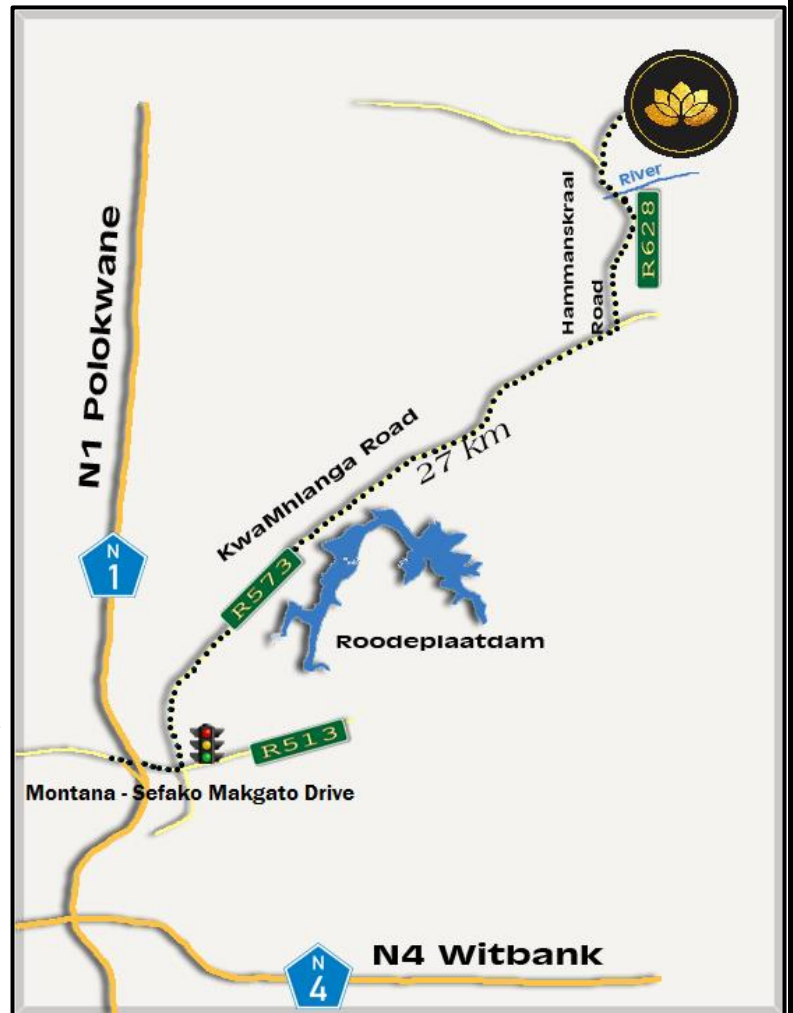 River
Hammanskraal
Road
R628
N1 Polokwane
KwaMhlanga Road
27 km
N
1
R573
Roodeplaatdam
R513
Montana - Sefako Makgato Drive
N4 Witbank
N
4